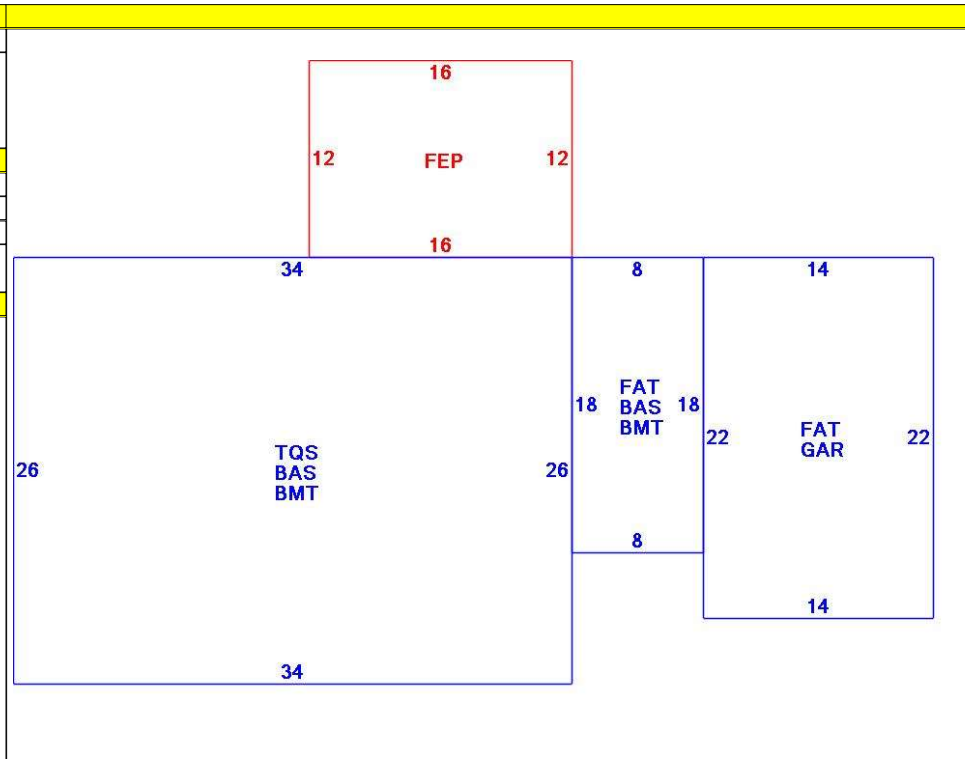 16
12 FEP 12
16
34 8 14
FAT
18 BAS 18
BMT
22 FAT 22
GAR
TQS
26 BAS 26
BMT
8
14
34